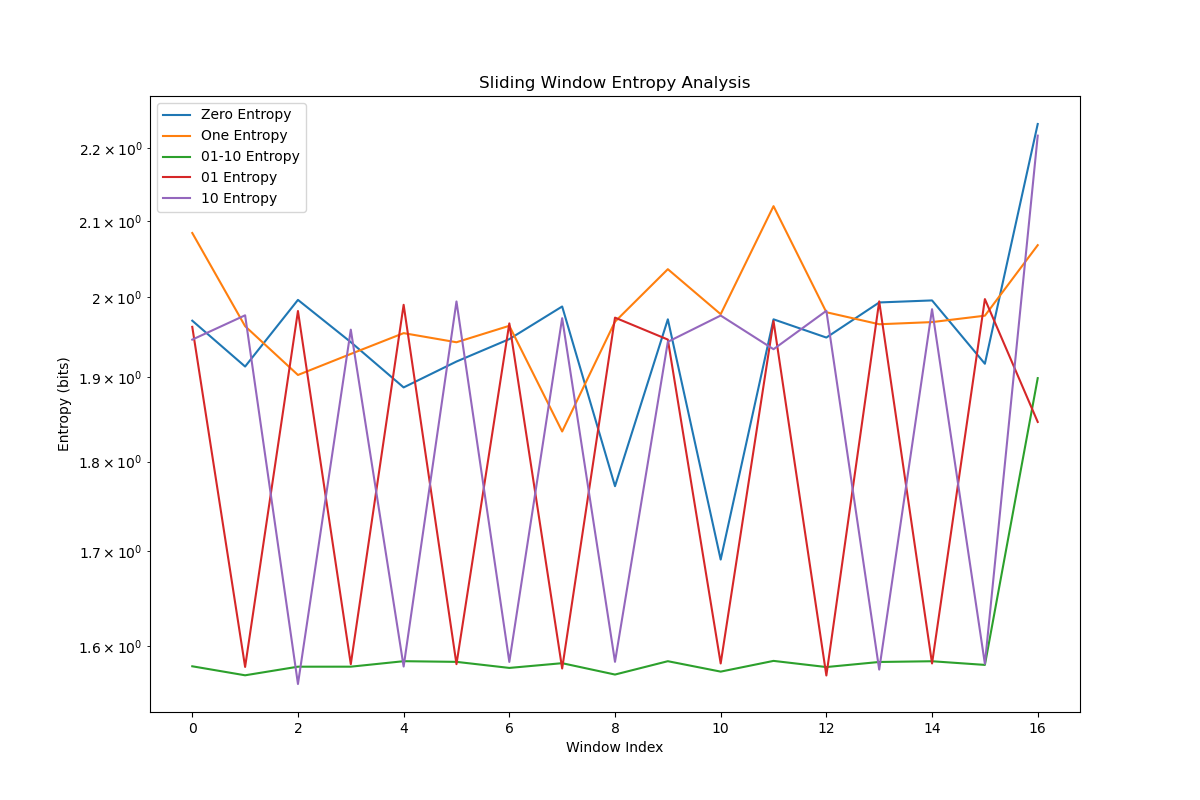 Sliding Window Entropy Analysis
Zero Entropy
One Entropy
01-10 Entropy
01 Entropy
10 Entropy
2.2 × 10⁰
2.1 × 10⁰
2 × 10⁰
1.9 × 10⁰
1.8 × 10⁰
1.7 × 10⁰
1.6 × 10⁰
Entropy (bits)
0 2 4 6 8 10 12 14 16
Window Index